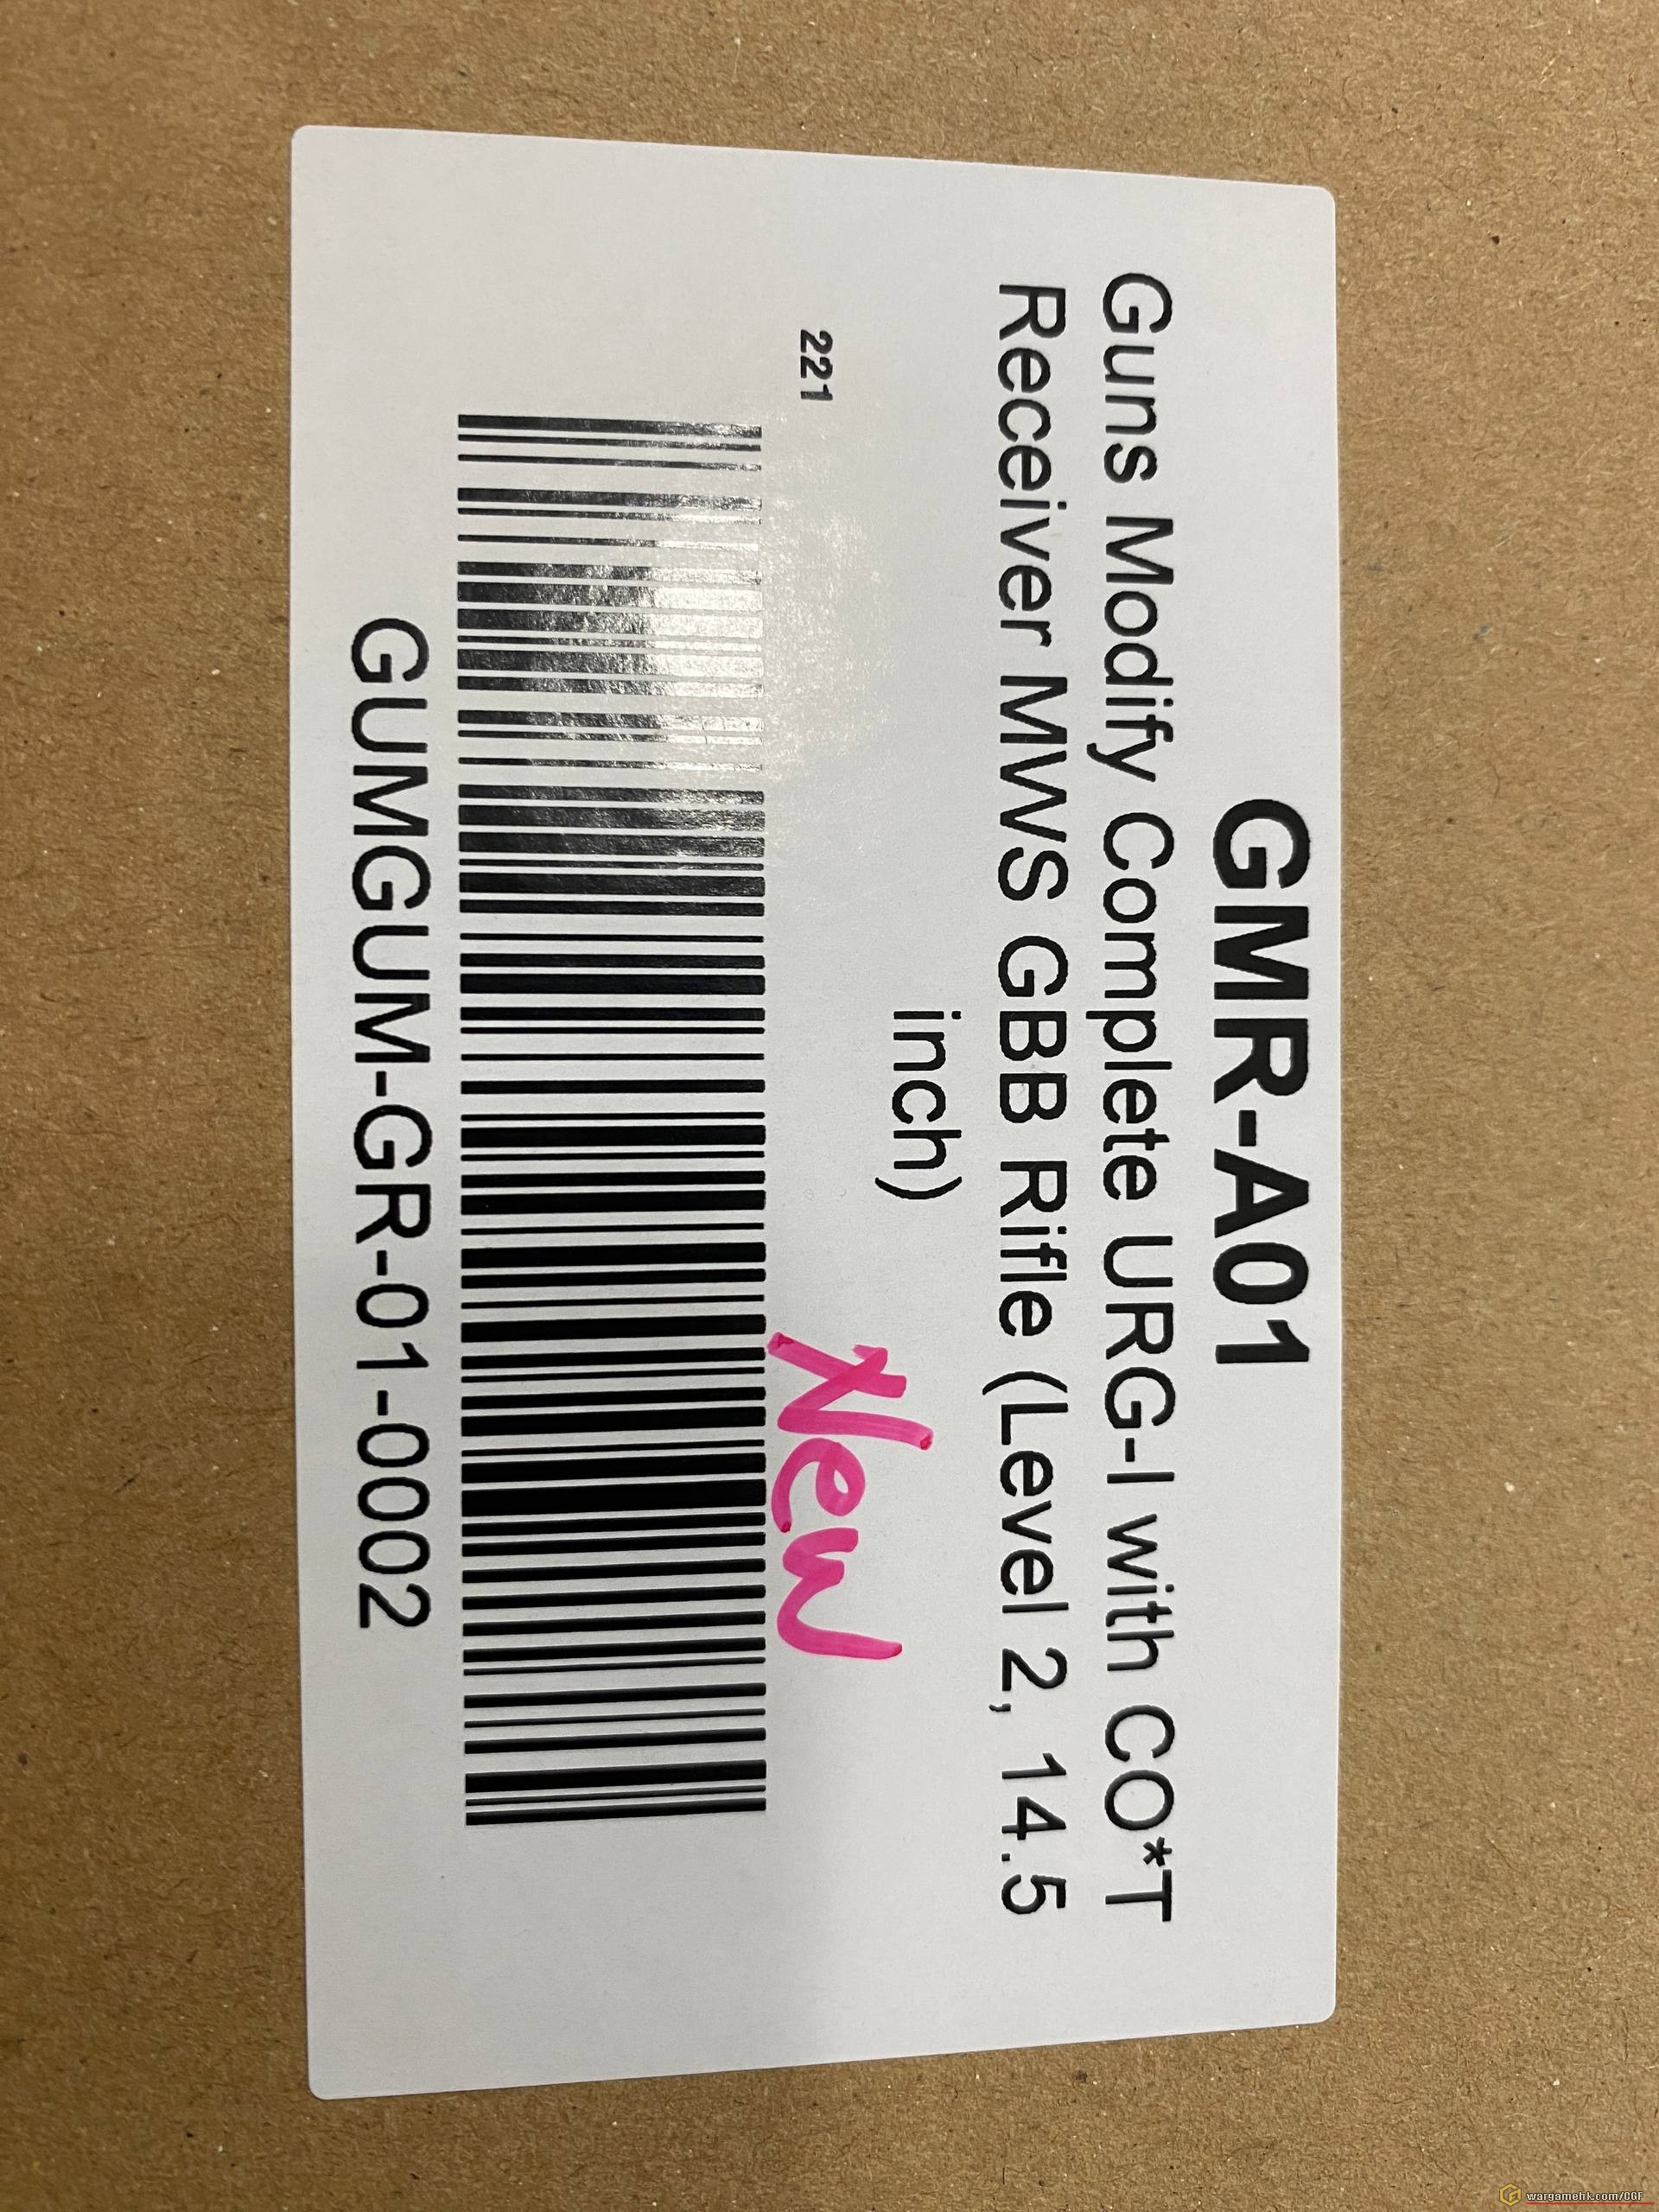 GMR-A01
Guns Modify Complete URG-I with CO*T
Receiver MWS GBB Rifle (Level 2, 14.5
inch)
221
New
GUMGUM-GR-01-0002
wargamehk.com/CGF